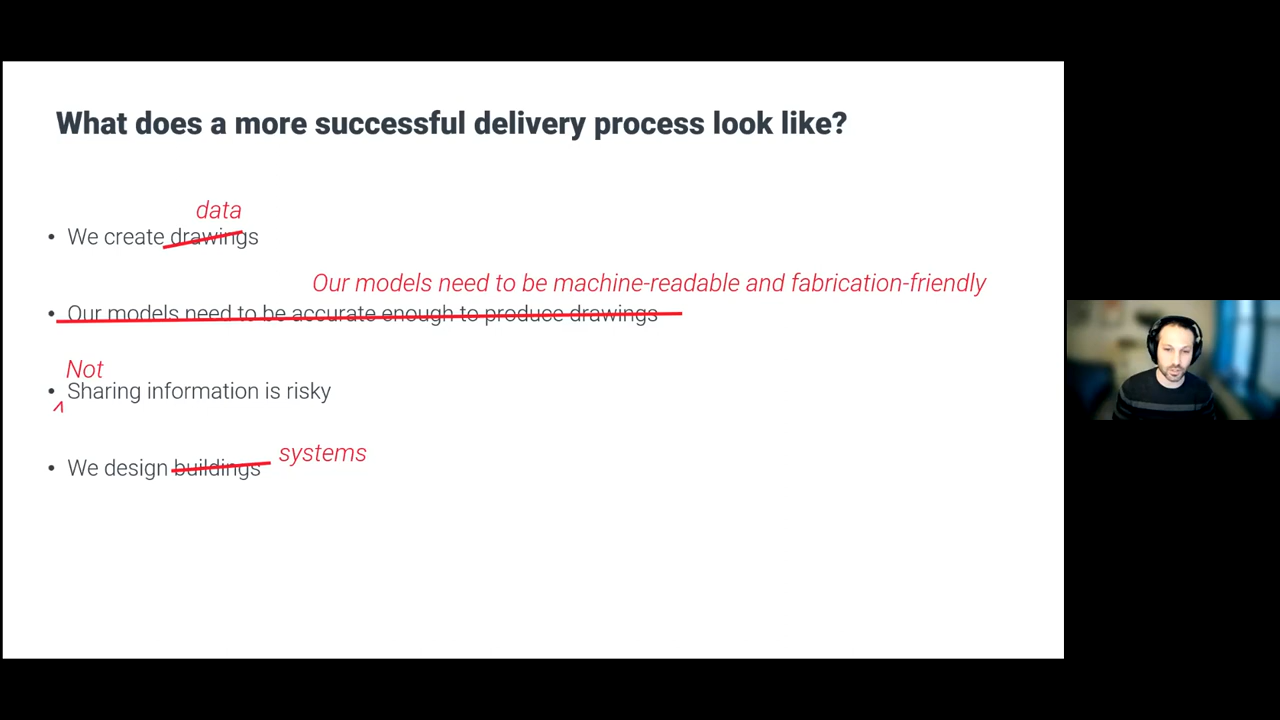 What does a more successful delivery process look like?
data
• We create drawings
Our models need to be machine-readable and fabrication-friendly
• Our models need to be accurate enough to produce drawings
Not
• Sharing information is risky
^
• We design buildings systems